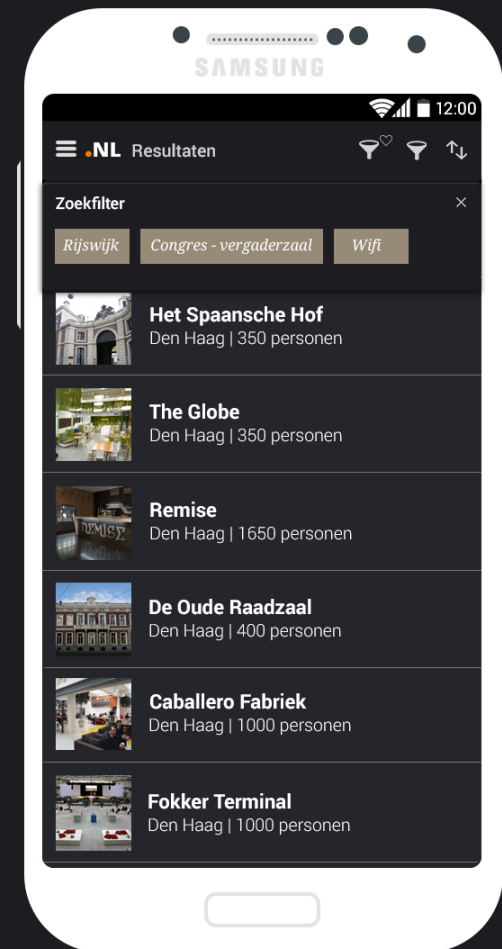 SAMSUNG
12:00
.NL Resultaten
Zoekfilter
Rijswijk Congres - vergaderzaal Wifi
Het Spaansche Hof
Den Haag | 350 personen
The Globe
Den Haag | 350 personen
REMISE
Remise
Den Haag | 1650 personen
De Oude Raadzaal
Den Haag | 400 personen
Caballero Fabriek
Den Haag | 1000 personen
Fokker Terminal
Den Haag | 1000 personen